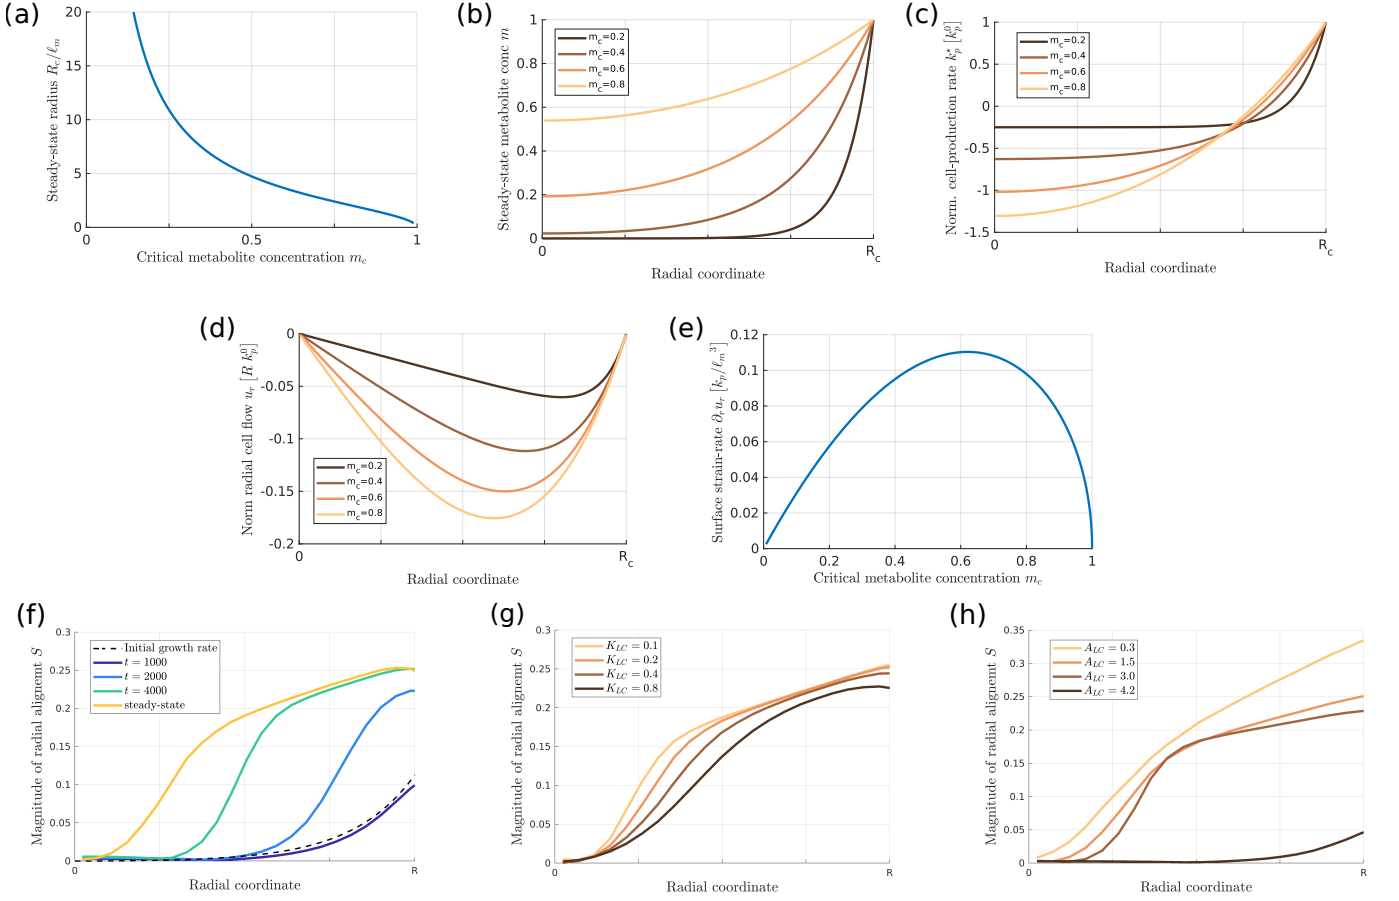 (a)
20
15
10
5
0
0
0.5
1
Steady-state radius R_c/ℓ_m
Critical metabolite concentration m_c
(b)
1
0.8
0.6
0.4
0.2
0
0
R_c
m_c=0.2
m_c=0.4
m_c=0.6
m_c=0.8
Steady-state metabolite conc m
Radial coordinate
(c)
1
0.5
0
-0.5
-1
-1.5
0
R_c
m_c=0.2
m_c=0.4
m_c=0.6
m_c=0.8
Norm. cell-production rate k_p^* [k_p^0]
Radial coordinate
(d)
0
-0.05
-0.1
-0.15
-0.2
0
R_c
m_c=0.2
m_c=0.4
m_c=0.6
m_c=0.8
Norm radial cell flow u_r [R k_p^0]
Radial coordinate
(e)
0.12
0.1
0.08
0.06
0.04
0.02
0
0
0.2
0.4
0.6
0.8
1
Surface strain-rate ∂_r u_r [k_p/ℓ_m^3]
Critical metabolite concentration m_c
(f)
0.3
0.25
0.2
0.15
0.1
0.05
0
0
R
Initial growth rate
t = 1000
t = 2000
t = 4000
steady-state
Magnitude of radial alignemt S
Radial coordinate
(g)
0.3
0.25
0.2
0.15
0.1
0.05
0
0
R
K_LC = 0.1
K_LC = 0.2
K_LC = 0.4
K_LC = 0.8
Magnitude of radial alignemt S
Radial coordinate
(h)
0.35
0.3
0.25
0.2
0.15
0.1
0.05
0
0
R
A_LC = 0.3
A_LC = 1.5
A_LC = 3.0
A_LC = 4.2
Magnitude of radial alignemt S
Radial coordinate